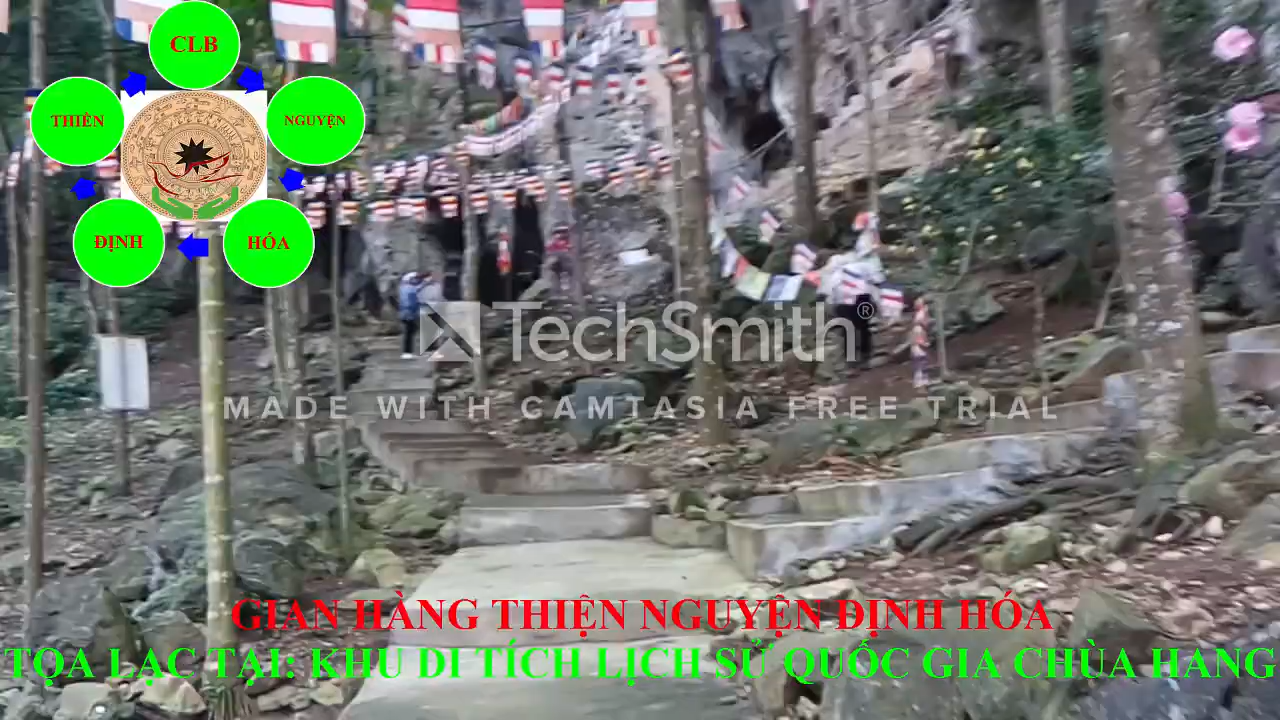 CLB
THIÊN
NGUYỆN
ĐỊNH
HÓA
TechSmith®
MADE WITH CAMTASIA FREE TRIAL
GIAN HÀNG THIỆN NGUYỆN ĐỊNH HÓA
TỌA LẠC TẠI: KHU DI TÍCH LỊCH SỬ QUỐC GIA CHÙA HANG